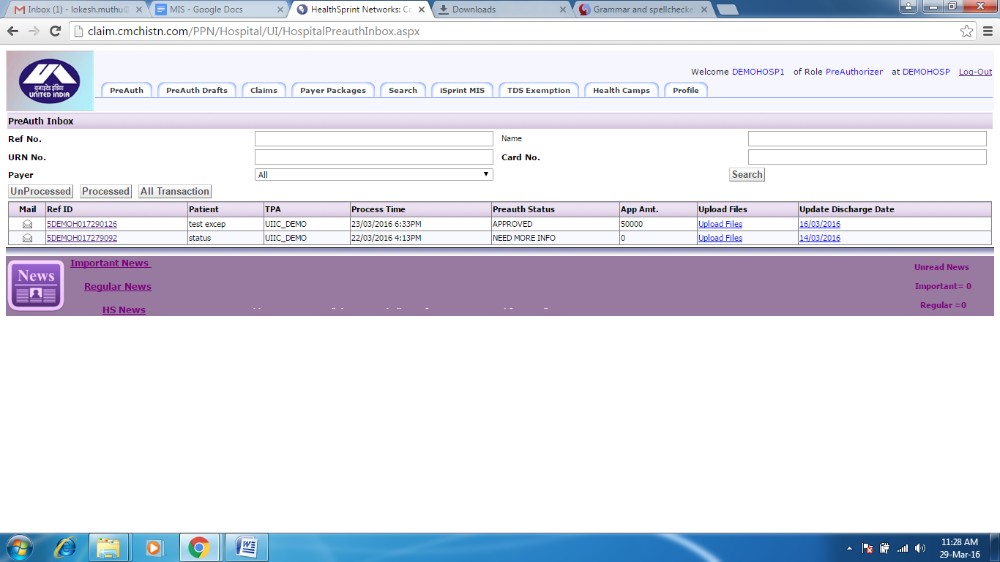 Inbox (1) - lokesh.muthu@ MIS - Google Docs HealthSprint Networks: Co Downloads Grammar and spellchecke
claim.cmchistn.com/PPN/Hospital/UI/HospitalPreauthInbox.aspx
Welcome DEMOHOSP1 of Role PreAuthorizer at DEMOHOSP Log-Out
यूनाइटेड इंडिया
UNITED INDIA
PreAuth PreAuth Drafts Claims Payer Packages Search iSprint MIS TDS Exemption Health Camps Profile
PreAuth Inbox
Ref No. Name
URN No. Card No.
Payer All Search
UnProcessed Processed All Transaction
Mail Ref ID Patient TPA Process Time Preauth Status App Amt. Upload Files Update Discharge Date
5DEMOH017290126 test excep UIIC_DEMO 23/03/2016 6:33PM APPROVED 50000 Upload Files 16/03/2016
5DEMOH017279092 status UIIC_DEMO 22/03/2016 4:13PM NEED MORE INFO 0 Upload Files 14/03/2016
News
Important News
Regular News
HS News
Unread News
Important= 0
Regular =0
11:28 AM
29-Mar-16